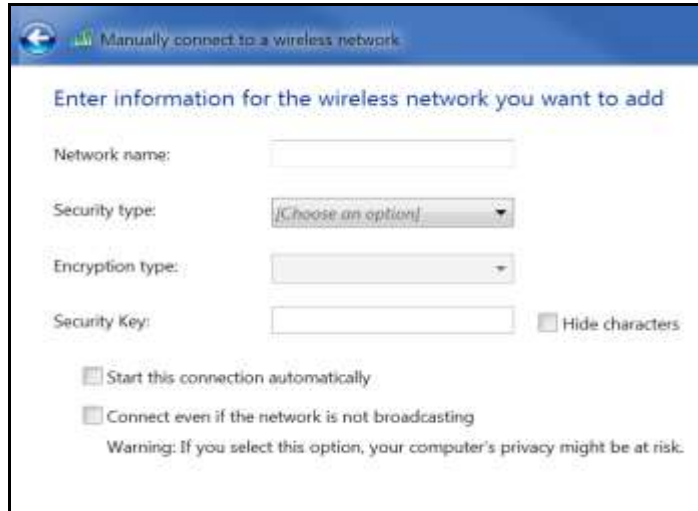 Manually connect to a wireless network
Enter information for the wireless network you want to add
Network name:
Security type: [Choose an option]
Encryption type:
Security Key: Hide characters
Start this connection automatically
Connect even if the network is not broadcasting
Warning: If you select this option, your computer's privacy might be at risk.